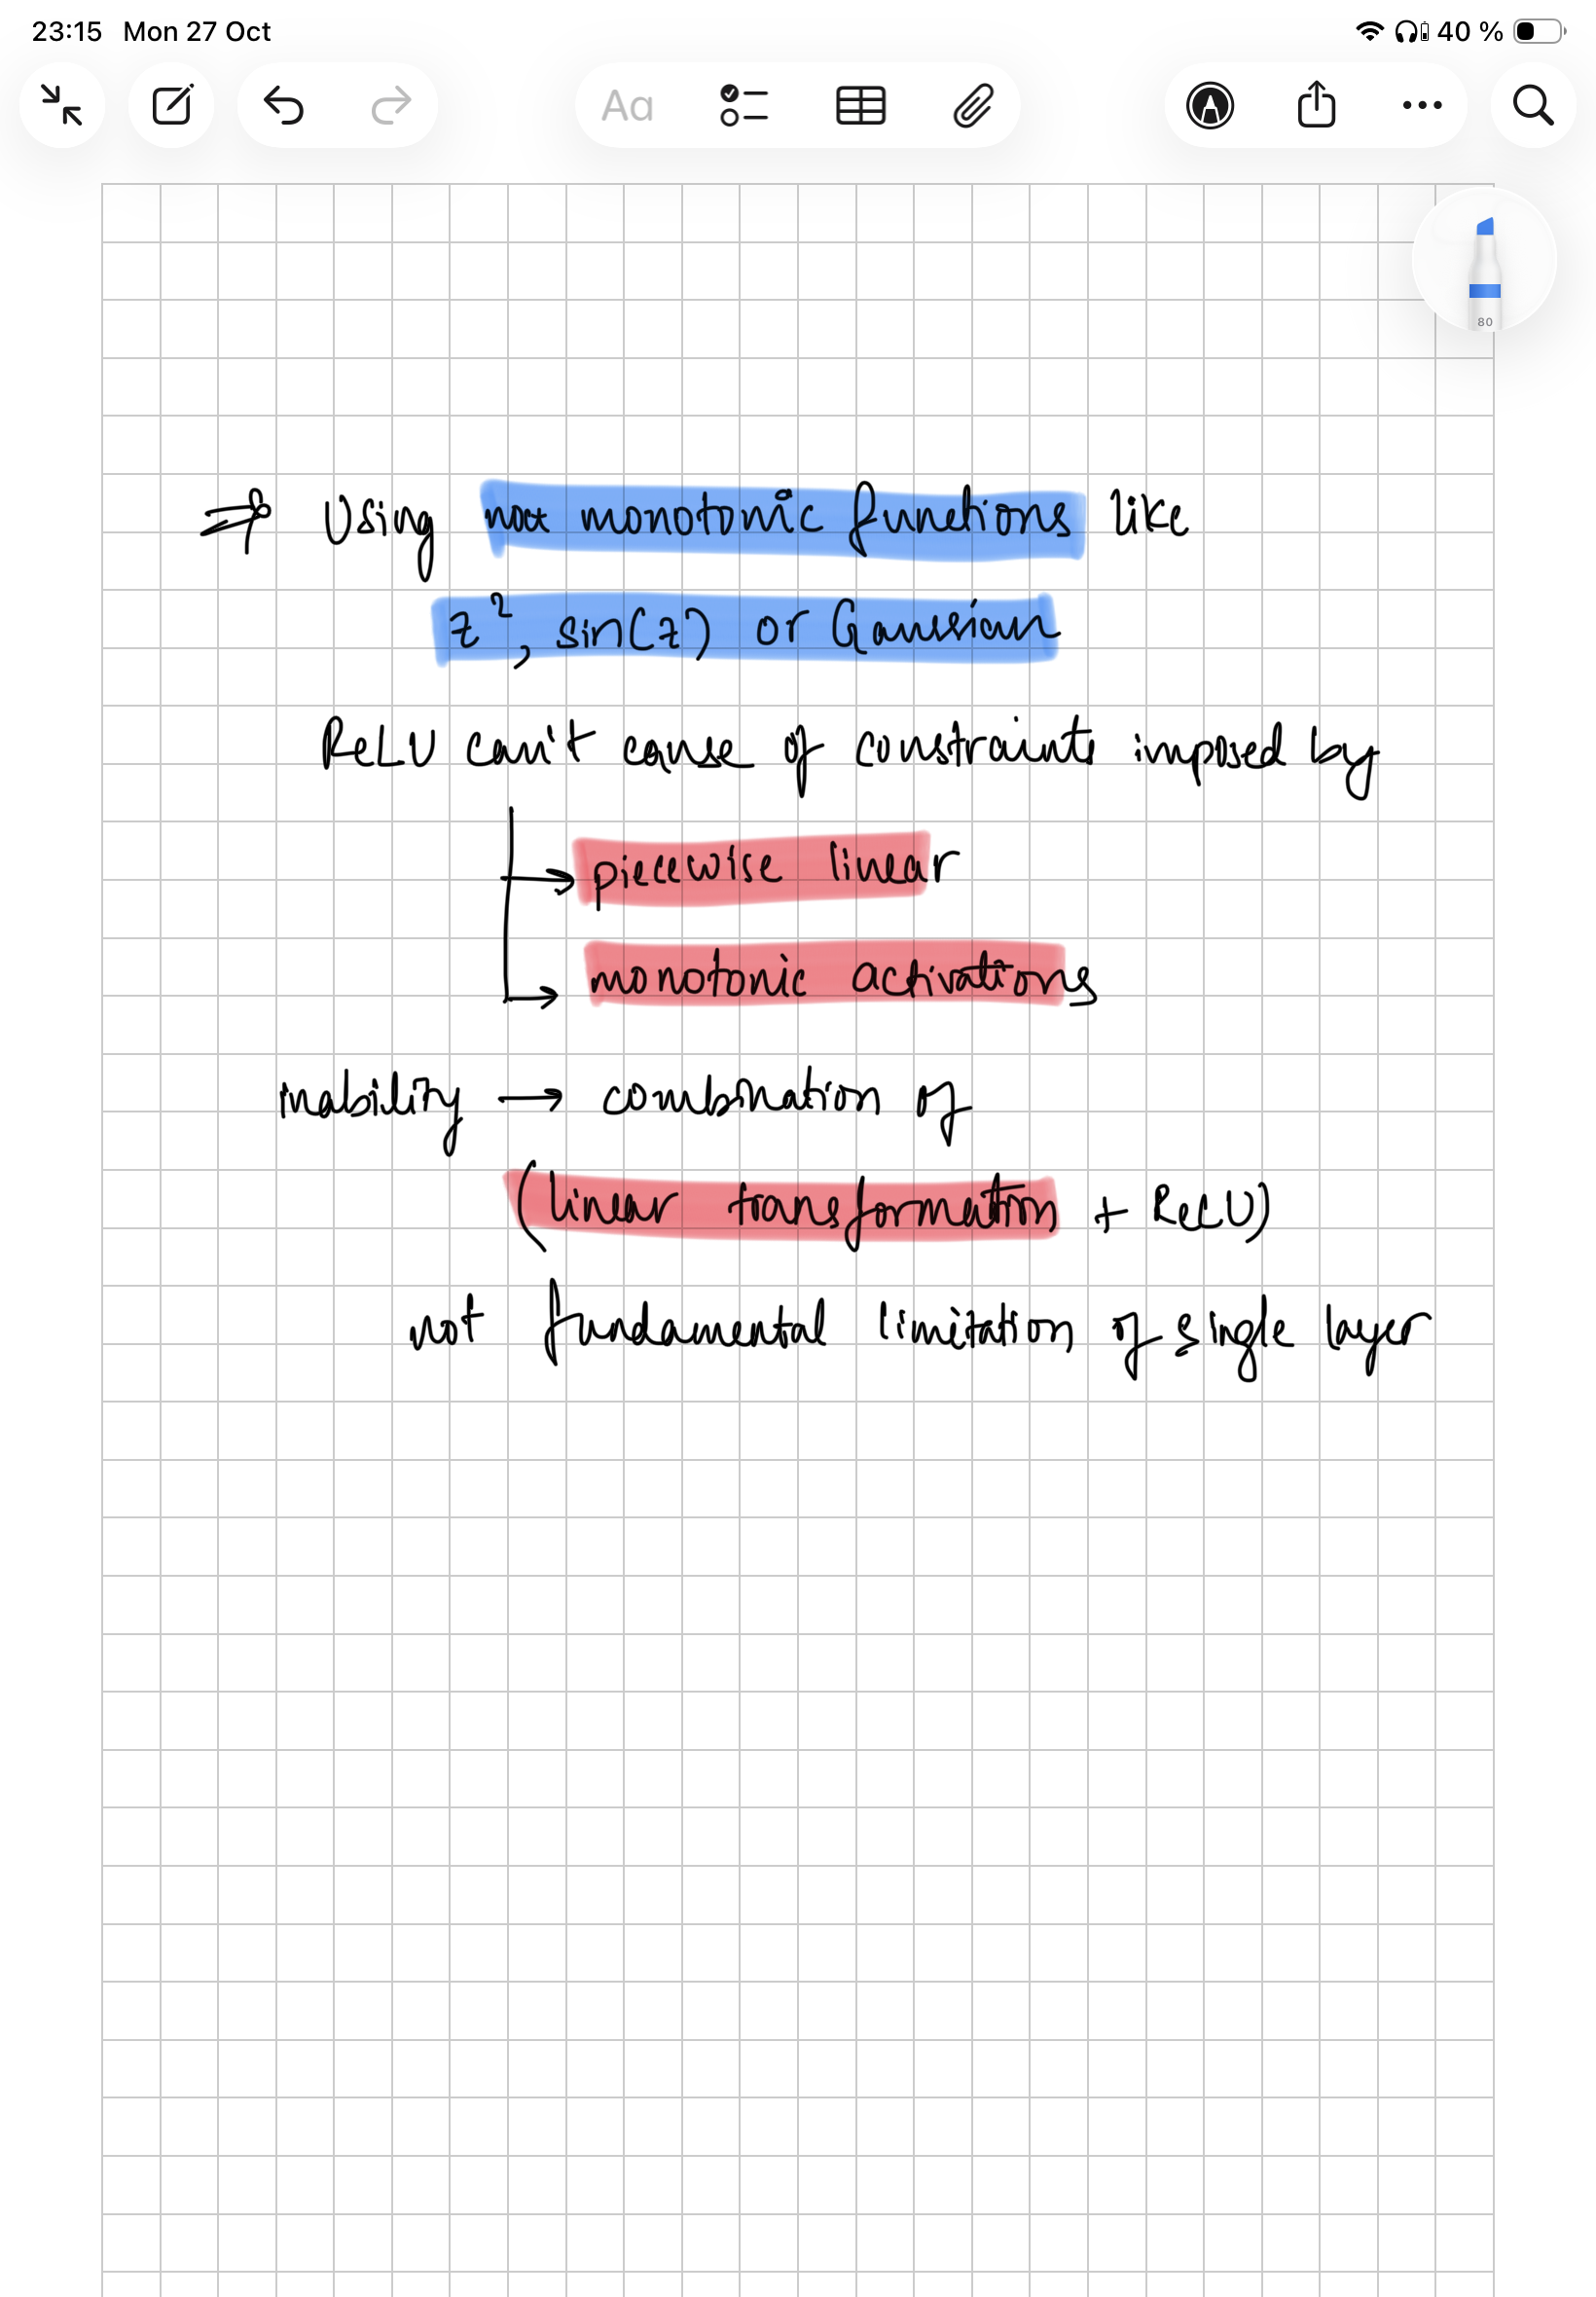 23:15 Mon 27 Oct 40 %
Aa
80
⇒ Using not monotonic functions like
z², sin(z) or Gaussian
ReLU can't cause of constraints imposed by
→ piecewise linear
→ monotonic activations
inability → combination of
(linear transformation + ReLU)
not fundamental limitation of single layer